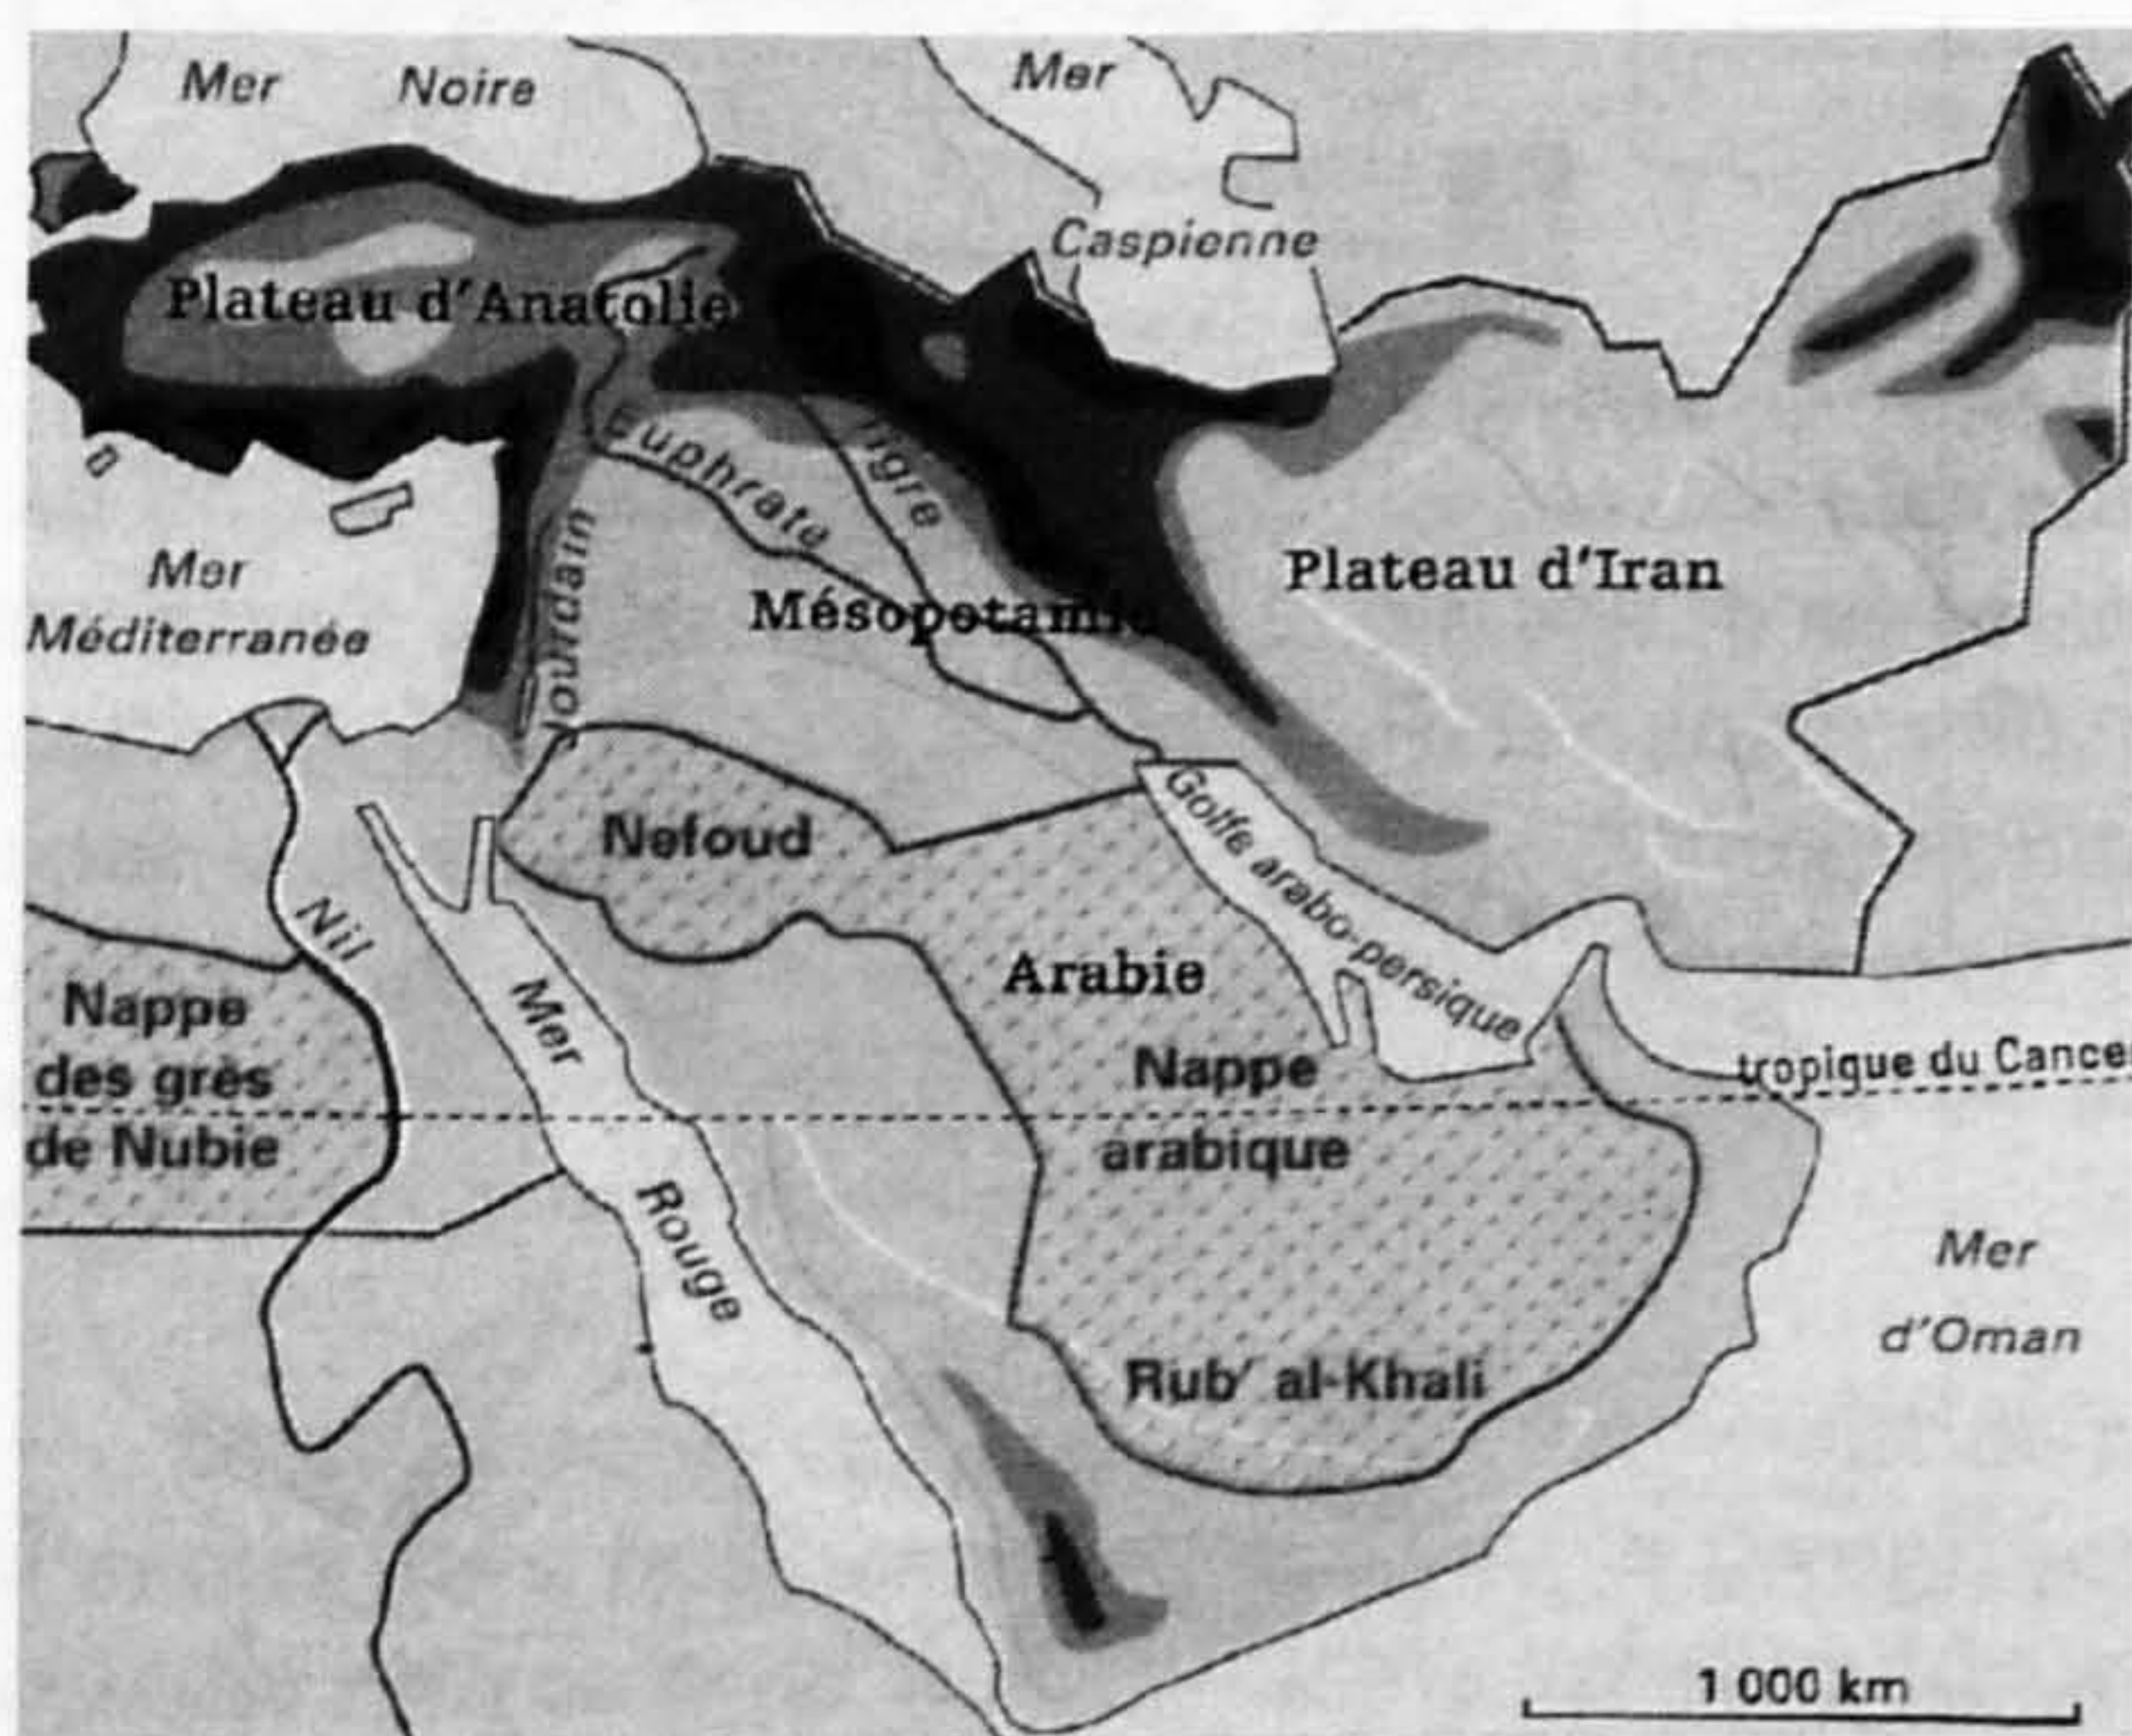 Mer Noire
Mer
Caspienne
Plateau d'Anatolie
Euphrate
Tigre
Mer
Méditerranée
Jourdain
Mésopotamie
Plateau d'Iran
Nefoud
Golfe arabo-persique
Nil
Arabie
Nappe
des grès
de Nubie
Mer
Rouge
Nappe
arabique
tropique du Cance
Rub' al-Khali
Mer
d'Oman
1 000 km